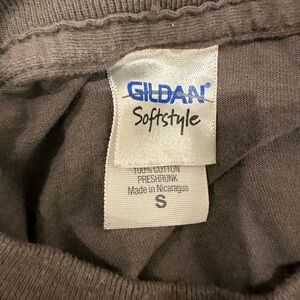 GILDAN®
Softstyle
100% COTTON
PRESHRUNK
Made in Nicaragua
S